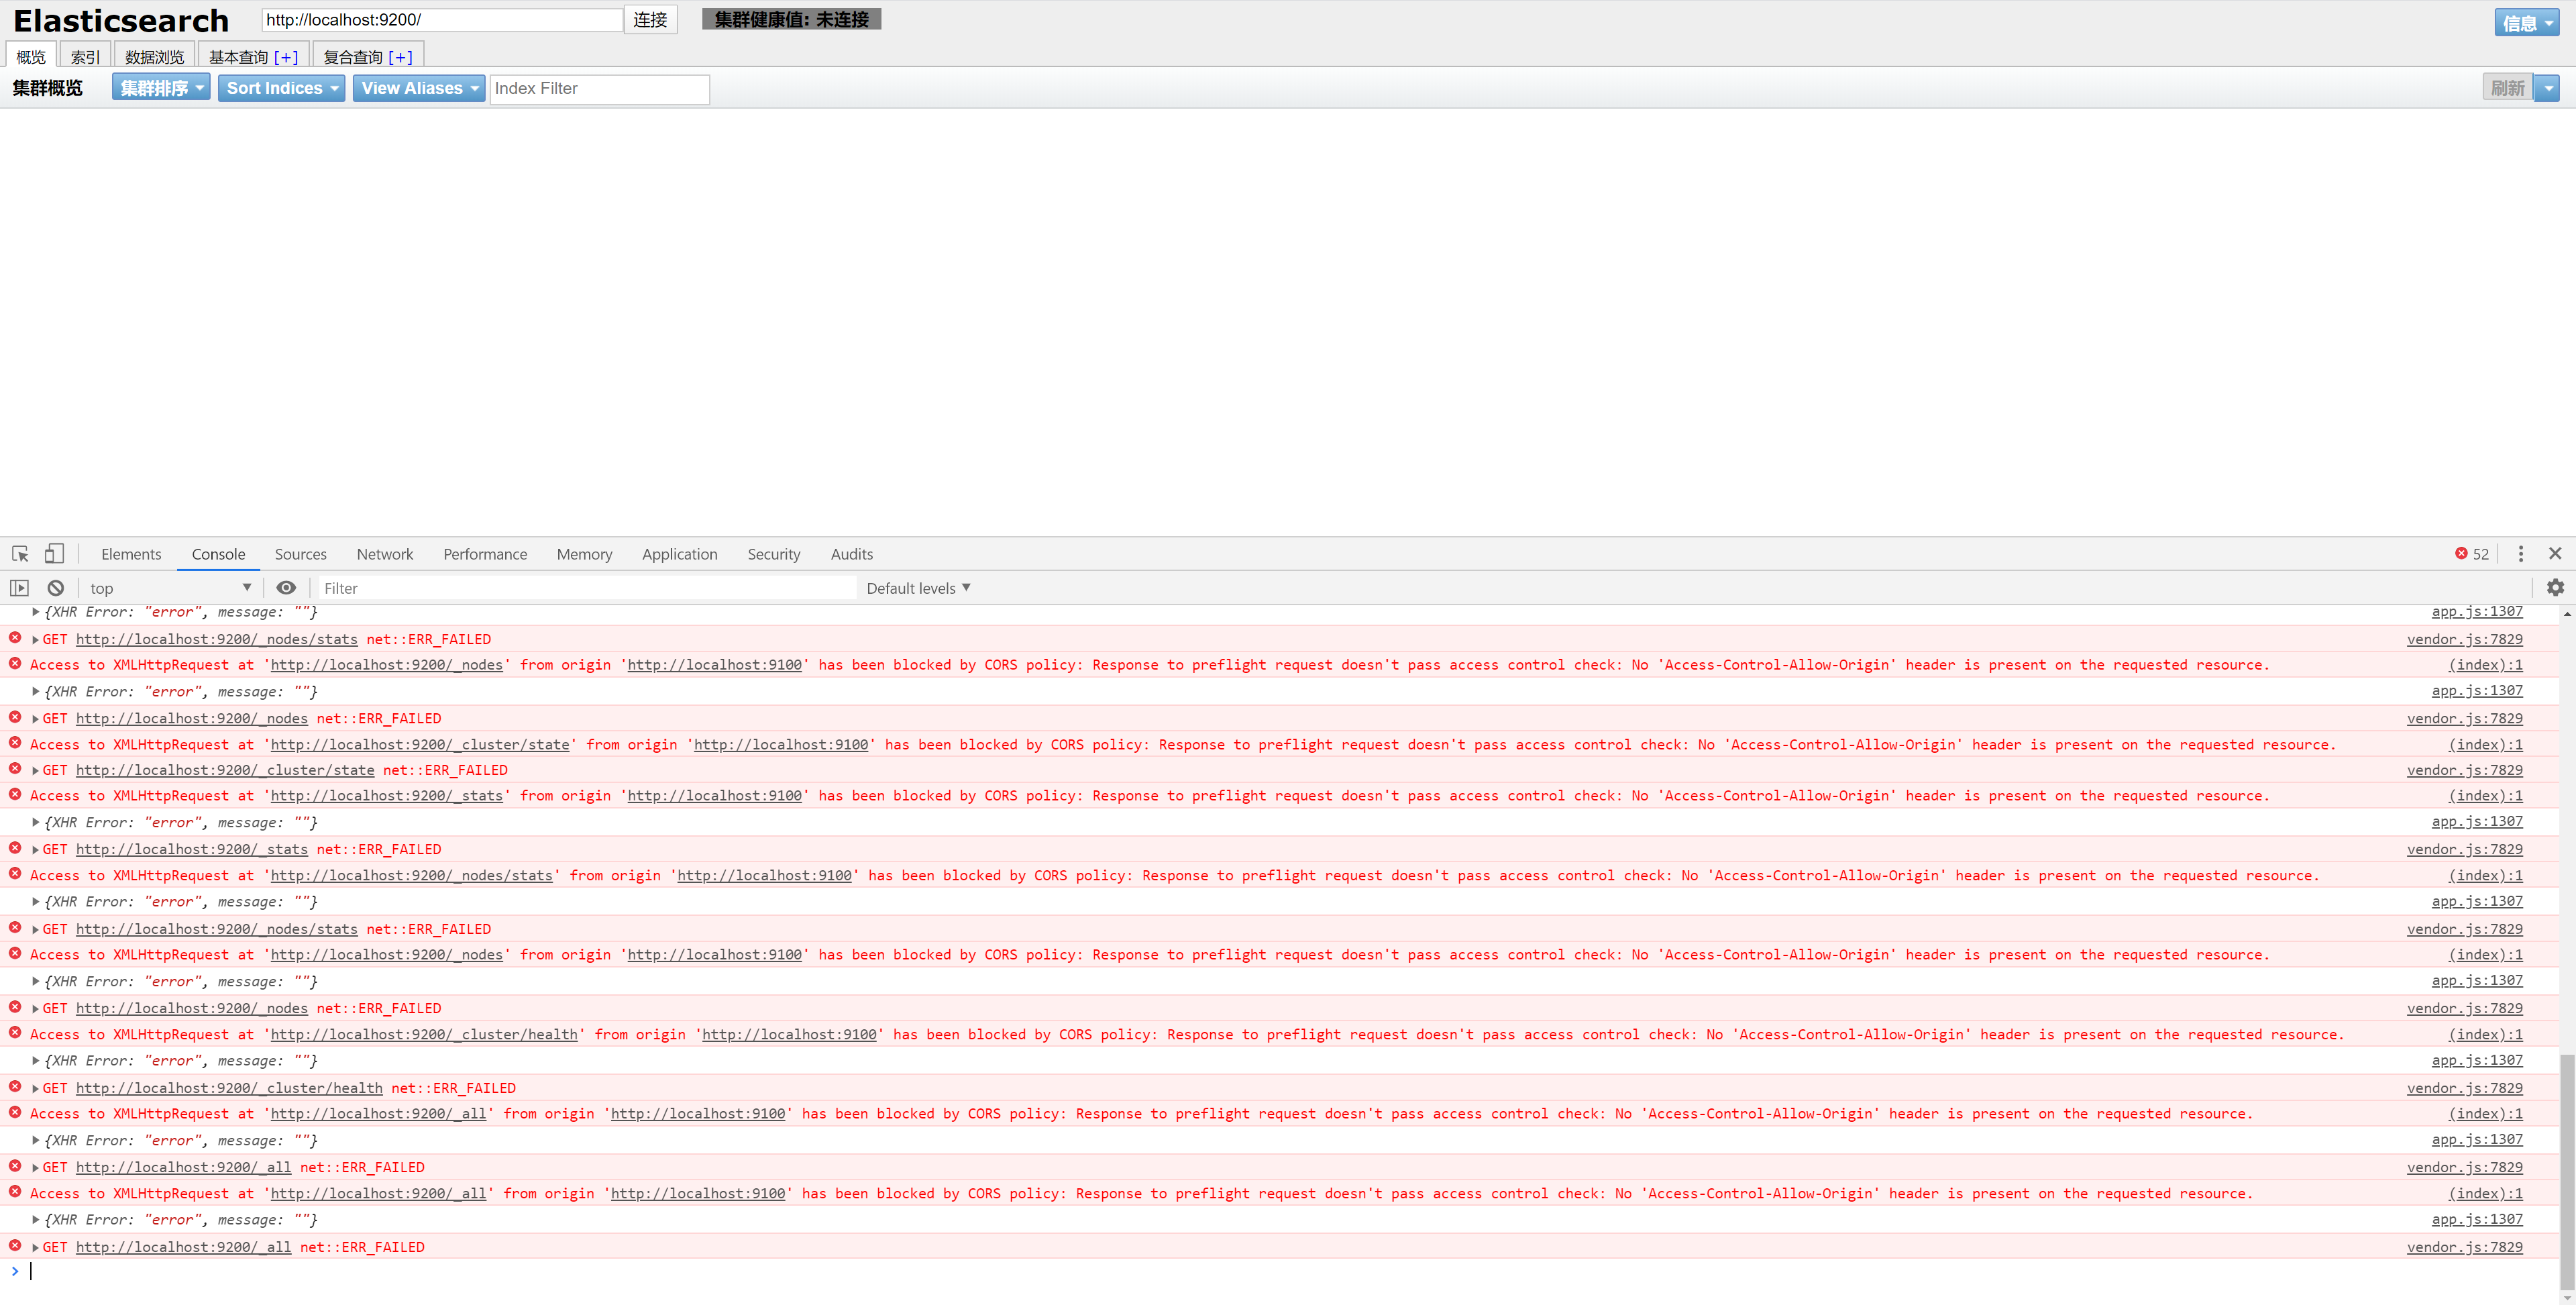 Elasticsearch http://localhost:9200/ 连接 集群健康值: 未连接 信息
概览 索引 数据浏览 基本查询 [+] 复合查询 [+]
集群概览 集群排序 Sort Indices View Aliases Index Filter 刷新
Elements Console Sources Network Performance Memory Application Security Audits 52
top Filter Default levels
{XHR Error: "error", message: ""} app.js:1307
GET http://localhost:9200/_nodes/stats net::ERR_FAILED vendor.js:7829
Access to XMLHttpRequest at 'http://localhost:9200/_nodes' from origin 'http://localhost:9100' has been blocked by CORS policy: Response to preflight request doesn't pass access control check: No 'Access-Control-Allow-Origin' header is present on the requested resource. (index):1
{XHR Error: "error", message: ""} app.js:1307
GET http://localhost:9200/_nodes net::ERR_FAILED vendor.js:7829
Access to XMLHttpRequest at 'http://localhost:9200/_cluster/state' from origin 'http://localhost:9100' has been blocked by CORS policy: Response to preflight request doesn't pass access control check: No 'Access-Control-Allow-Origin' header is present on the requested resource. (index):1
GET http://localhost:9200/_cluster/state net::ERR_FAILED vendor.js:7829
Access to XMLHttpRequest at 'http://localhost:9200/_stats' from origin 'http://localhost:9100' has been blocked by CORS policy: Response to preflight request doesn't pass access control check: No 'Access-Control-Allow-Origin' header is present on the requested resource. (index):1
{XHR Error: "error", message: ""} app.js:1307
GET http://localhost:9200/_stats net::ERR_FAILED vendor.js:7829
Access to XMLHttpRequest at 'http://localhost:9200/_nodes/stats' from origin 'http://localhost:9100' has been blocked by CORS policy: Response to preflight request doesn't pass access control check: No 'Access-Control-Allow-Origin' header is present on the requested resource. (index):1
{XHR Error: "error", message: ""} app.js:1307
GET http://localhost:9200/_nodes/stats net::ERR_FAILED vendor.js:7829
Access to XMLHttpRequest at 'http://localhost:9200/_nodes' from origin 'http://localhost:9100' has been blocked by CORS policy: Response to preflight request doesn't pass access control check: No 'Access-Control-Allow-Origin' header is present on the requested resource. (index):1
{XHR Error: "error", message: ""} app.js:1307
GET http://localhost:9200/_nodes net::ERR_FAILED vendor.js:7829
Access to XMLHttpRequest at 'http://localhost:9200/_cluster/health' from origin 'http://localhost:9100' has been blocked by CORS policy: Response to preflight request doesn't pass access control check: No 'Access-Control-Allow-Origin' header is present on the requested resource. (index):1
{XHR Error: "error", message: ""} app.js:1307
GET http://localhost:9200/_cluster/health net::ERR_FAILED vendor.js:7829
Access to XMLHttpRequest at 'http://localhost:9200/_all' from origin 'http://localhost:9100' has been blocked by CORS policy: Response to preflight request doesn't pass access control check: No 'Access-Control-Allow-Origin' header is present on the requested resource. (index):1
{XHR Error: "error", message: ""} app.js:1307
GET http://localhost:9200/_all net::ERR_FAILED vendor.js:7829
Access to XMLHttpRequest at 'http://localhost:9200/_all' from origin 'http://localhost:9100' has been blocked by CORS policy: Response to preflight request doesn't pass access control check: No 'Access-Control-Allow-Origin' header is present on the requested resource. (index):1
{XHR Error: "error", message: ""} app.js:1307
GET http://localhost:9200/_all net::ERR_FAILED vendor.js:7829